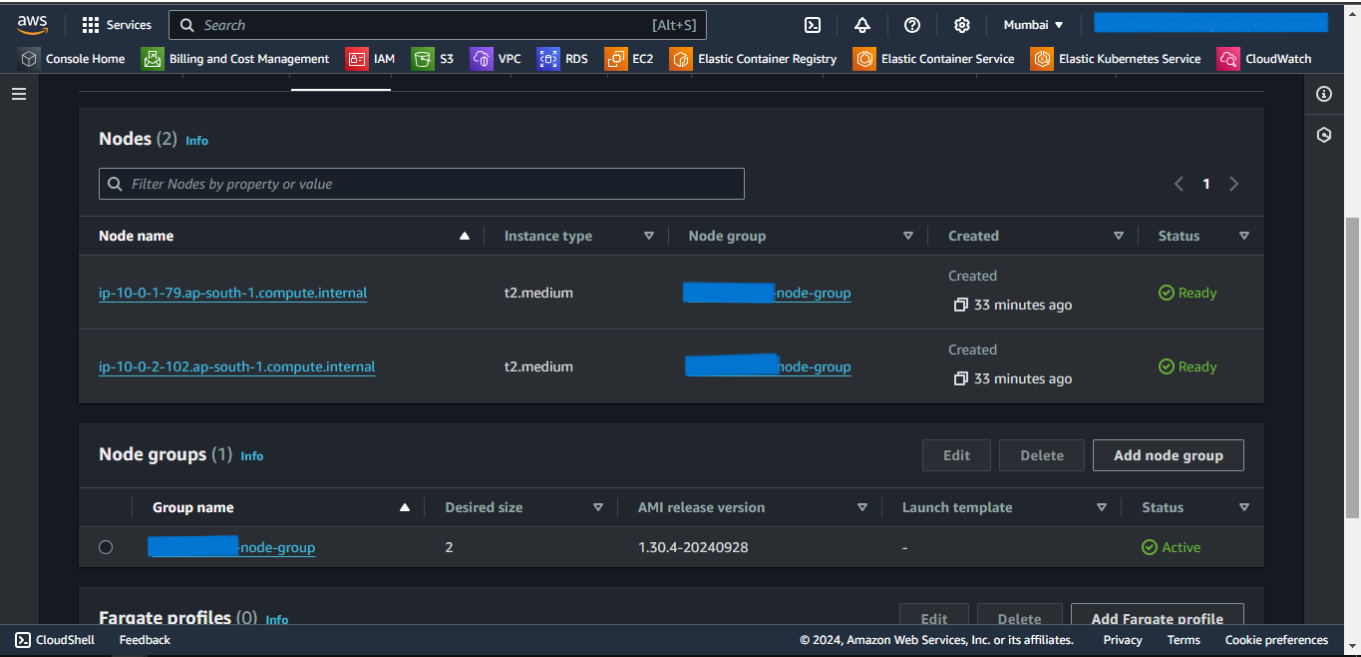 aws Services Search [Alt+S] Mumbai
Console Home Billing and Cost Management IAM S3 VPC RDS EC2 Elastic Container Registry Elastic Container Service Elastic Kubernetes Service CloudWatch
Nodes (2) Info
Filter Nodes by property or value
1
Node name Instance type Node group Created Status
ip-10-0-1-79.ap-south-1.compute.internal t2.medium -node-group Created 33 minutes ago Ready
ip-10-0-2-102.ap-south-1.compute.internal t2.medium node-group Created 33 minutes ago Ready
Node groups (1) Info Edit Delete Add node group
Group name Desired size AMI release version Launch template Status
-node-group 2 1.30.4-20240928 - Active
Fargate profiles (0) Info Edit Delete Add Fargate profile
CloudShell Feedback © 2024, Amazon Web Services, Inc. or its affiliates. Privacy Terms Cookie preferences